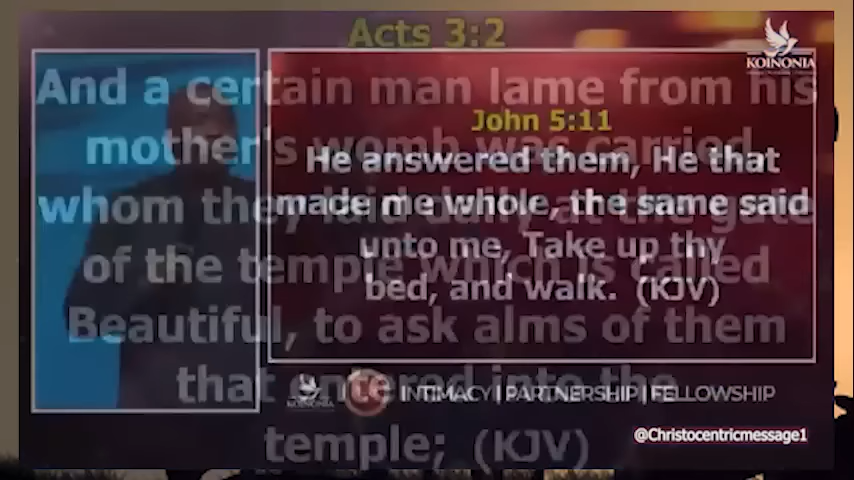 Acts 3:2
And a certain man lame from his
mother's womb was carried,
whom they laid daily at the gate
of the temple which is called
Beautiful, to ask alms of them
that entered into the
temple; (KJV)
KOINONIA
John 5:11
He answered them, He that
made me whole, the same said
unto me, Take up thy
bed, and walk. (KJV)
KOINONIA
INTIMACY | PARTNERSHIP | FELLOWSHIP
@Christocentricmessage1